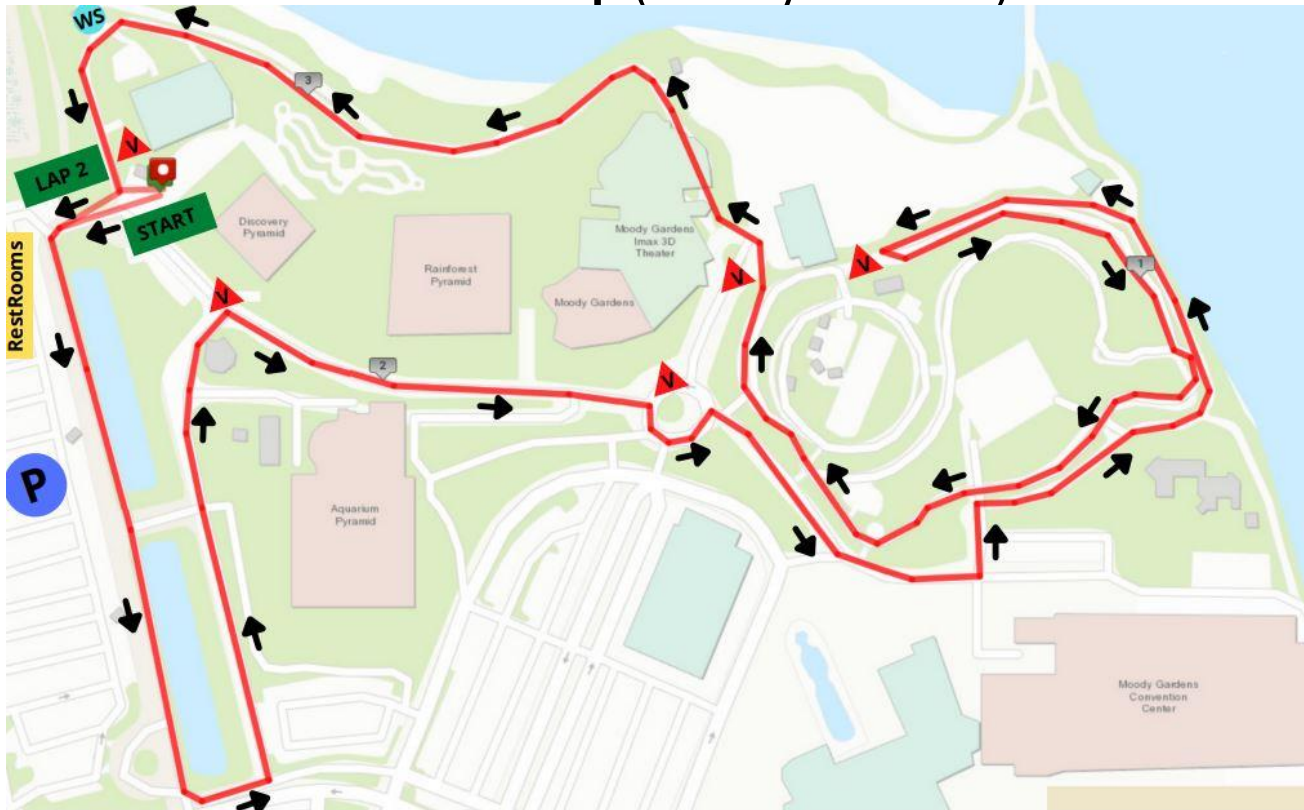 WS
3
V
LAP 2
START
RestRooms
Discovery
Pyramid
Rainforest
Pyramid
Moody Gardens
Imax 3D
Theater
Moody Gardens
V
V
1
V
2
V
P
Aquarium
Pyramid
Moody Gardens
Convention
Center